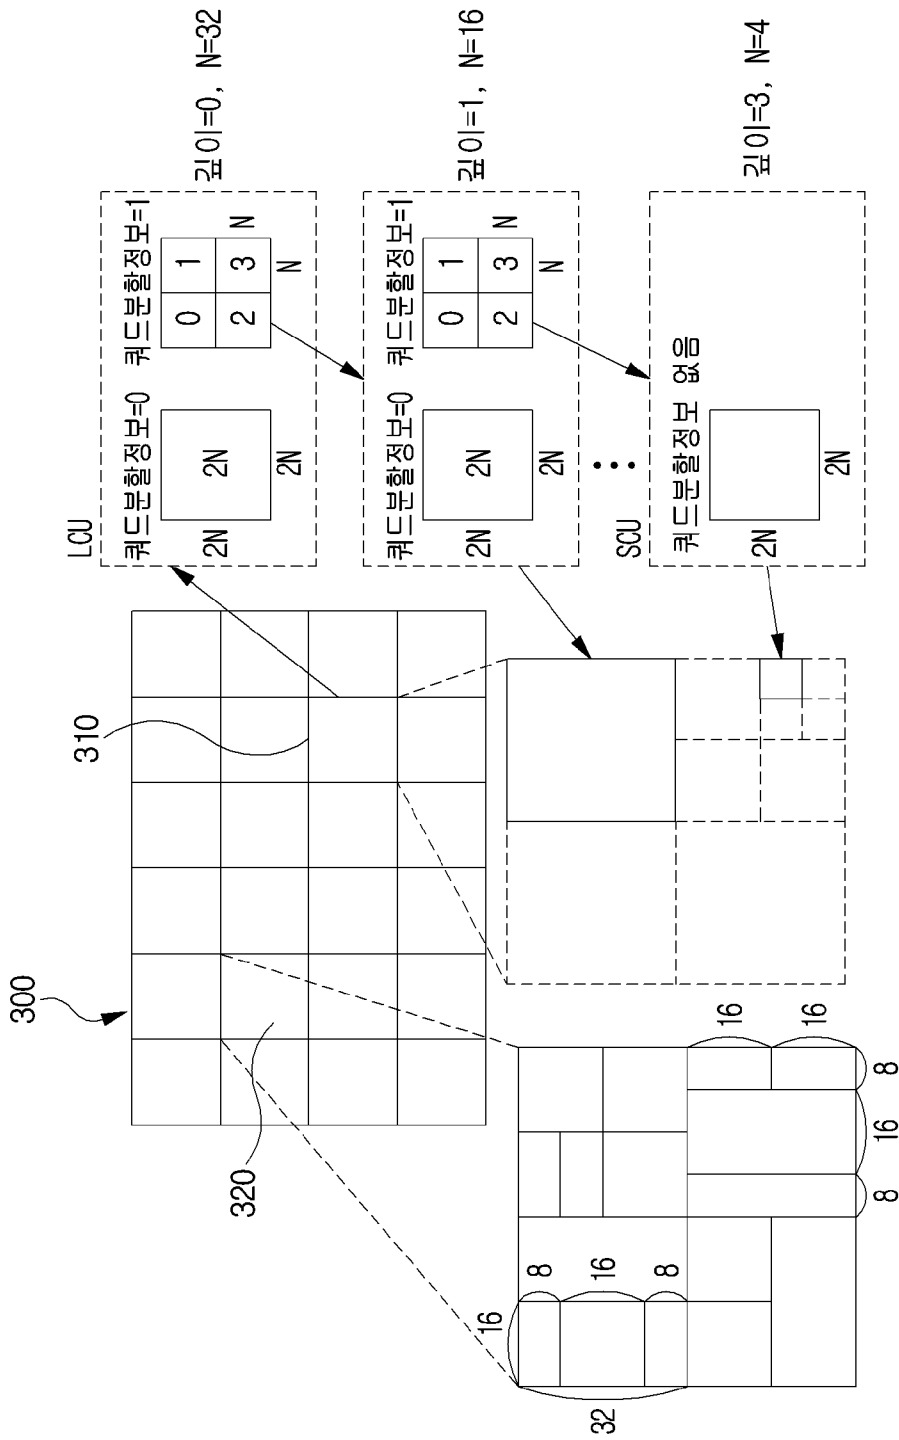 300
310
320
LCU
쿼드분할정보=0
쿼드분할정보=1
2N
2N
2N
0
1
2
3
N
N
깊이=0, N=32
쿼드분할정보=0
쿼드분할정보=1
2N
2N
2N
0
1
2
3
N
N
깊이=1, N=16
SCU
쿼드분할정보 없음
2N
2N
깊이=3, N=4
16
32
8
16
8
16
16
8
16
8